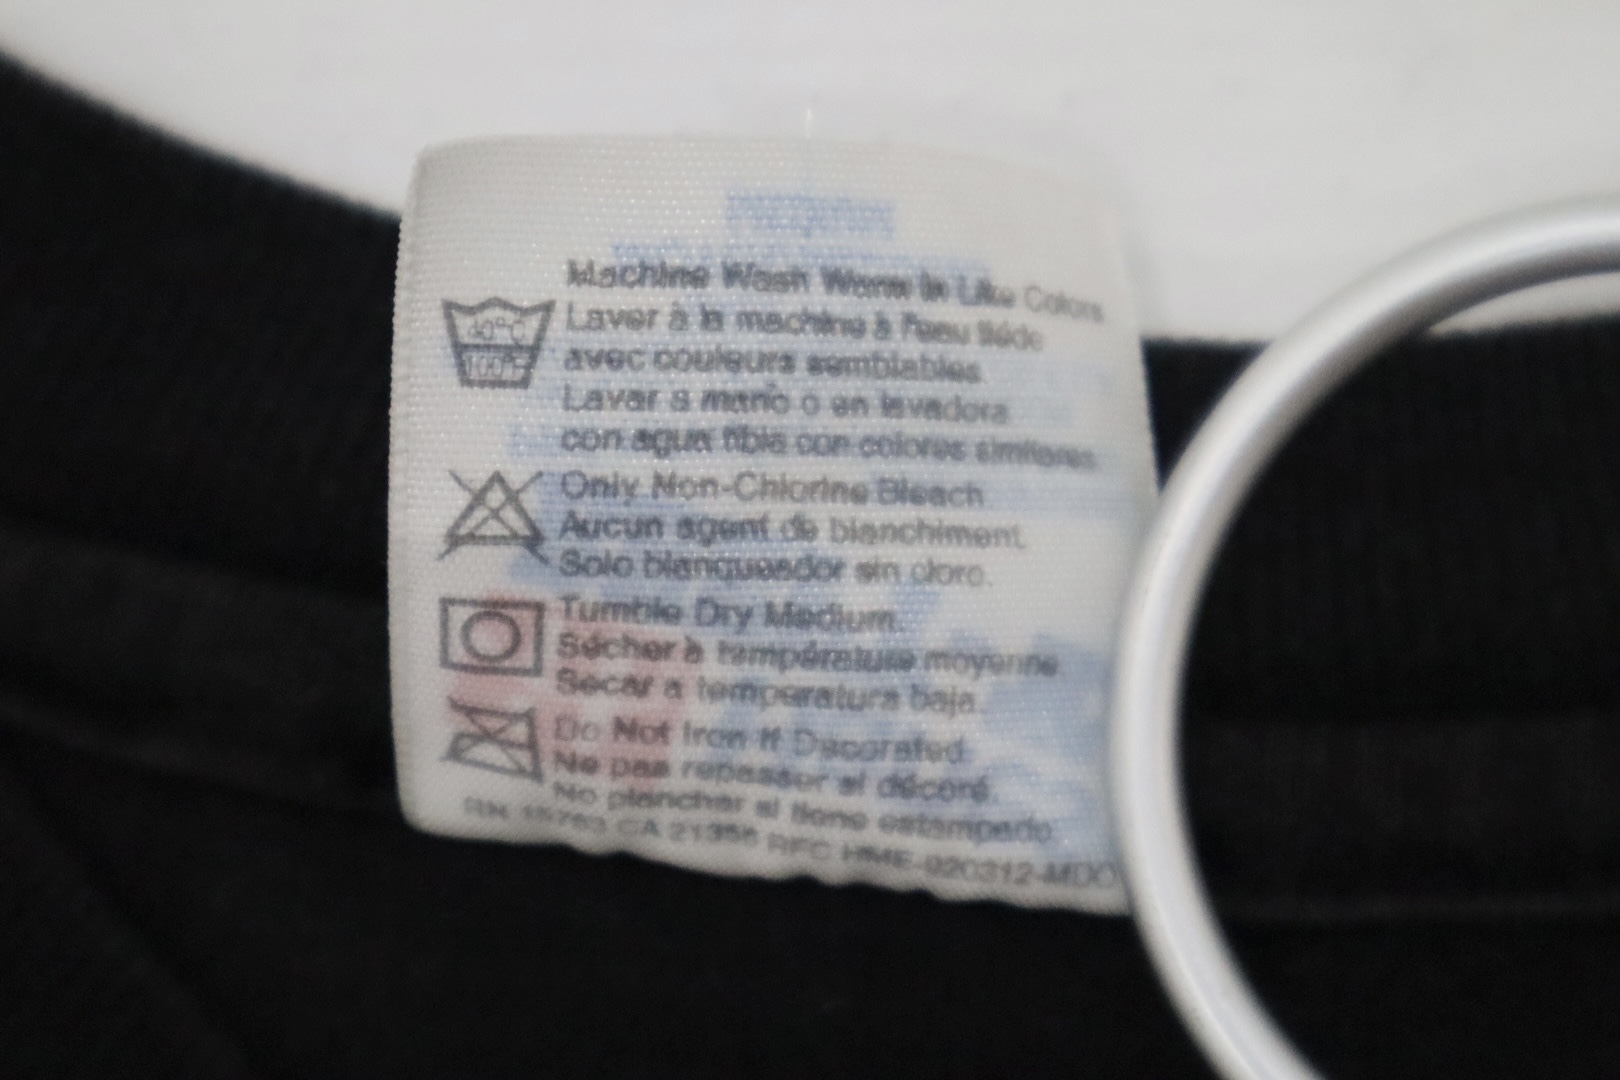 Machine Wash Warm in Like Colors
40°C
100°F
Laver à la machine à l'eau tiéde
avec couleurs semblables.
Lavar a mano o en lavadora
con agua tibia con colores similares.
Only Non-Chlorine Bleach
Aucun agent de blanchiment.
Solo blanqueador sin cloro.
Tumble Dry Medium.
Sécher à température moyenne
Secar a temperatura baja.
Do Not Iron If Decorated.
Ne pas repasser si décoré.
No planchar si tiene estampado.
RN 15763 CA 21356 RFC HME-920312-MD0